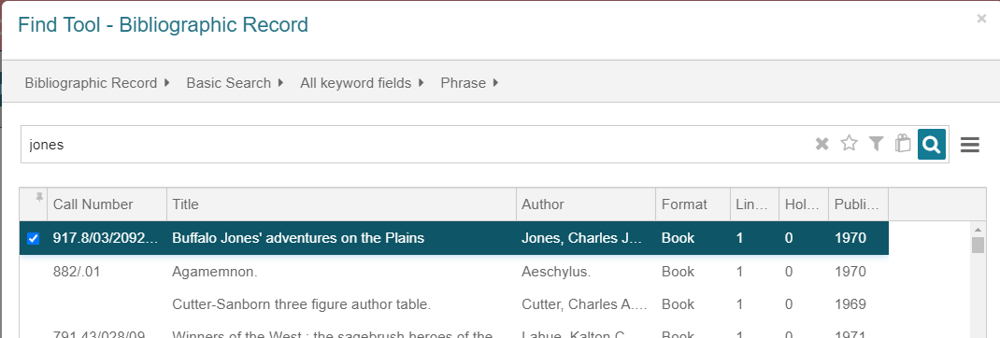 Find Tool - Bibliographic Record ×
Bibliographic Record Basic Search All keyword fields Phrase
jones
Call Number Title Author Format Lin... Hol... Publi...
917.8/03/2092... Buffalo Jones' adventures on the Plains Jones, Charles J... Book 1 0 1970
882/.01 Agamemnon. Aeschylus. Book 1 0 1970
Cutter-Sanborn three figure author table. Cutter, Charles A.... Book 1 0 1969
791.43/028/09... Winners of the West : the sagebrush heroes of the Lahue, Kalton C. Book 1 0 1971